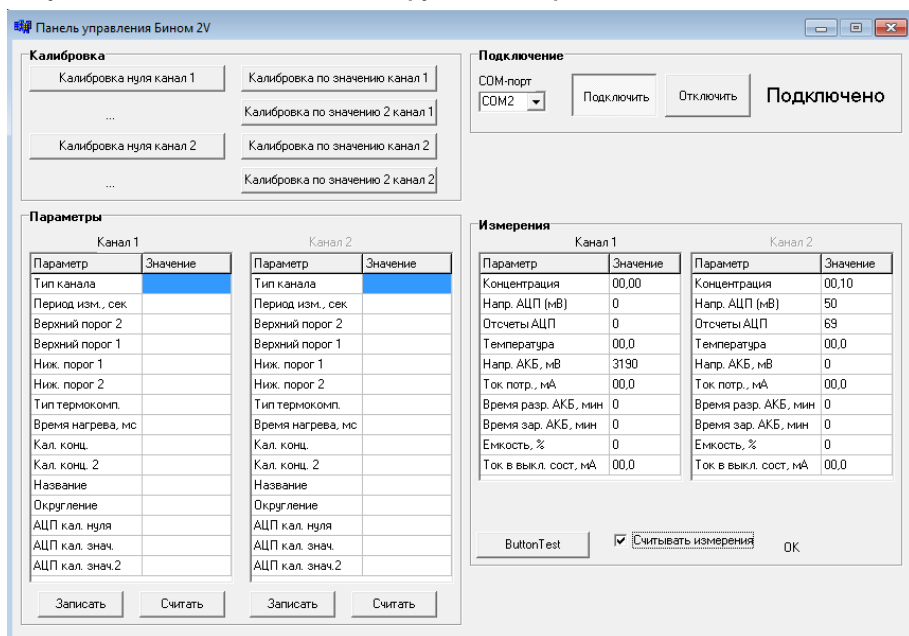 Панель управления Бином 2V
Калибровка
Калибровка нуля канал 1
Калибровка по значению канал 1
...
Калибровка по значению 2 канал 1
Калибровка нуля канал 2
Калибровка по значению канал 2
...
Калибровка по значению 2 канал 2
Подключение
COM-порт
COM2
Подключить
Отключить
Подключено
Параметры
Канал 1
Параметр Значение
Тип канала
Период изм., сек
Верхний порог 2
Верхний порог 1
Ниж. порог 1
Ниж. порог 2
Тип термокомп.
Время нагрева, мс
Кал. конц.
Кал. конц. 2
Название
Округление
АЦП кал. нуля
АЦП кал. знач.
АЦП кал. знач.2
Записать Считать
Канал 2
Параметр Значение
Тип канала
Период изм., сек
Верхний порог 2
Верхний порог 1
Ниж. порог 1
Ниж. порог 2
Тип термокомп.
Время нагрева, мс
Кал. конц.
Кал. конц. 2
Название
Округление
АЦП кал. нуля
АЦП кал. знач.
АЦП кал. знач.2
Записать Считать
Измерения
Канал 1
Параметр Значение
Концентрация 00,00
Напр. АЦП (мВ) 0
Отсчеты АЦП 0
Температура 00,0
Напр. АКБ, мВ 3190
Ток потр., мА 00,0
Время разр. АКБ, мин 0
Время зар. АКБ, мин 0
Емкость, % 0
Ток в выкл. сост, мА 00,0
Канал 2
Параметр Значение
Концентрация 00,10
Напр. АЦП (мВ) 50
Отсчеты АЦП 69
Температура 00,0
Напр. АКБ, мВ 0
Ток потр., мА 00,0
Время разр. АКБ, мин 0
Время зар. АКБ, мин 0
Емкость, % 0
Ток в выкл. сост, мА 00,0
ButtonTest
Считывать измерения
OK